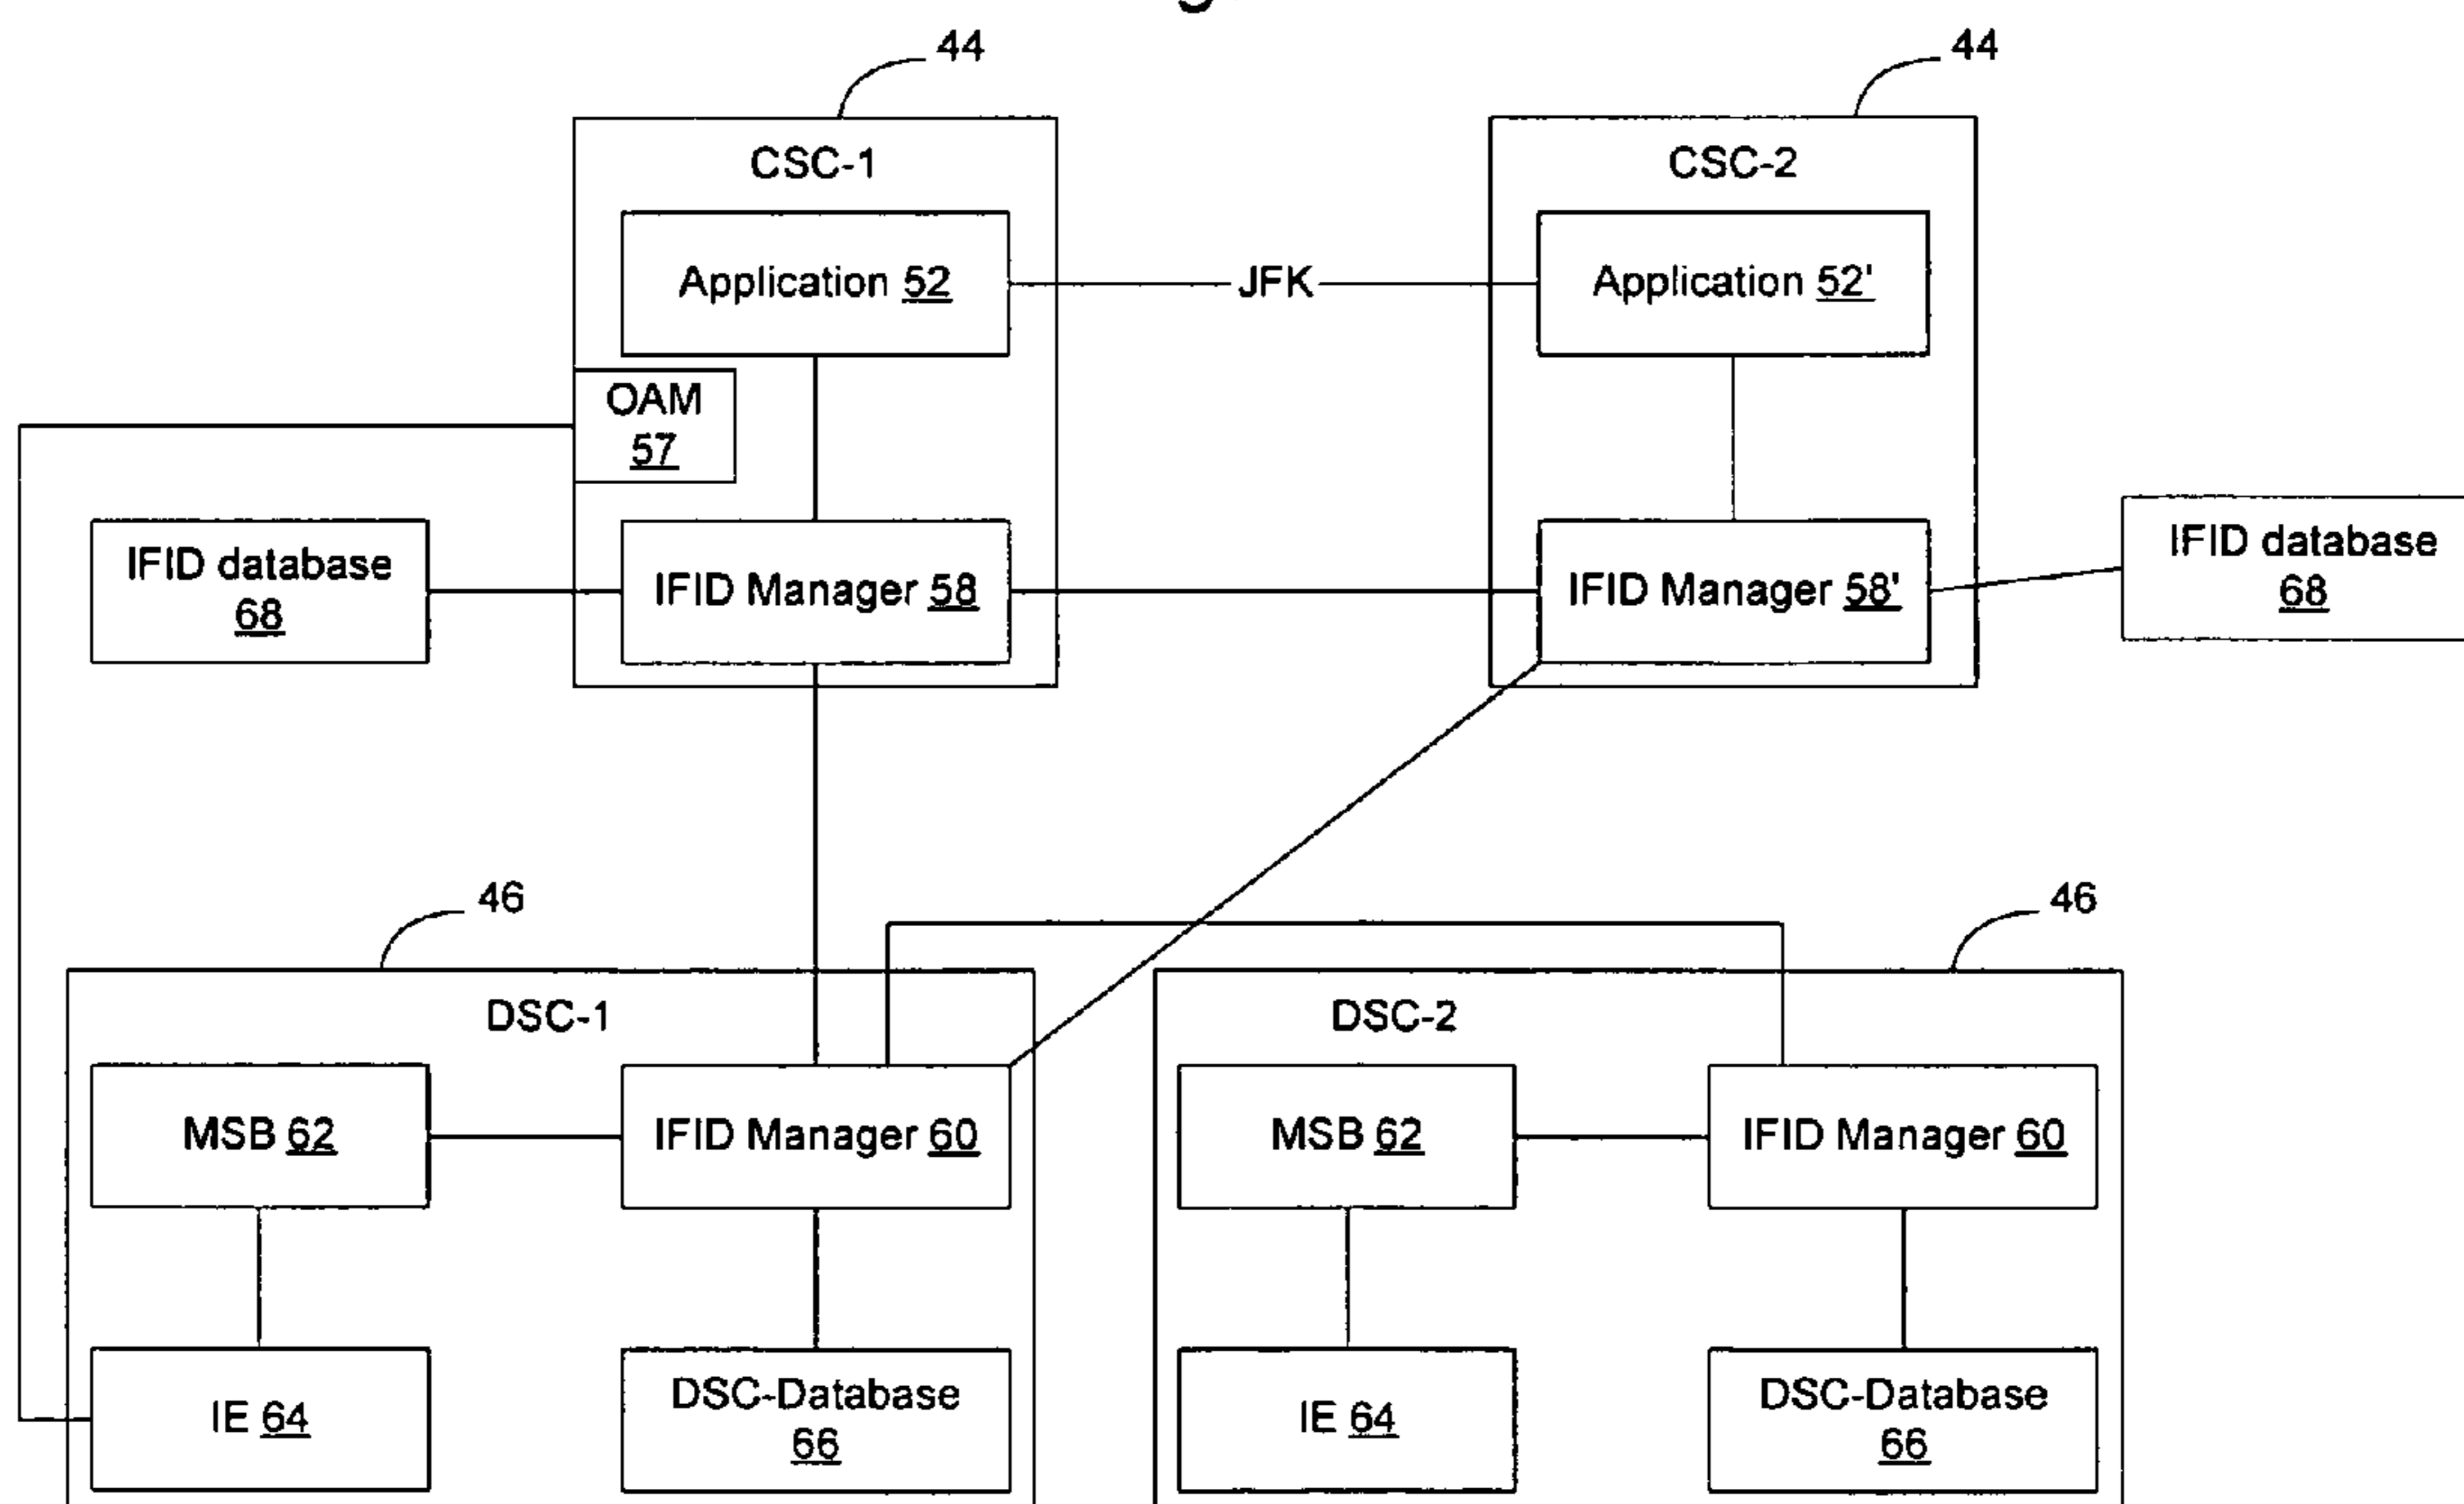 44
44
CSC-1
CSC-2
Application 52
JFK
Application 52'
OAM
57
IFID database
68
IFID Manager 58
IFID Manager 58'
IFID database
68
46
46
DSC-1
DSC-2
MSB 62
IFID Manager 60
MSB 62
IFID Manager 60
IE 64
DSC-Database
66
IE 64
DSC-Database
66